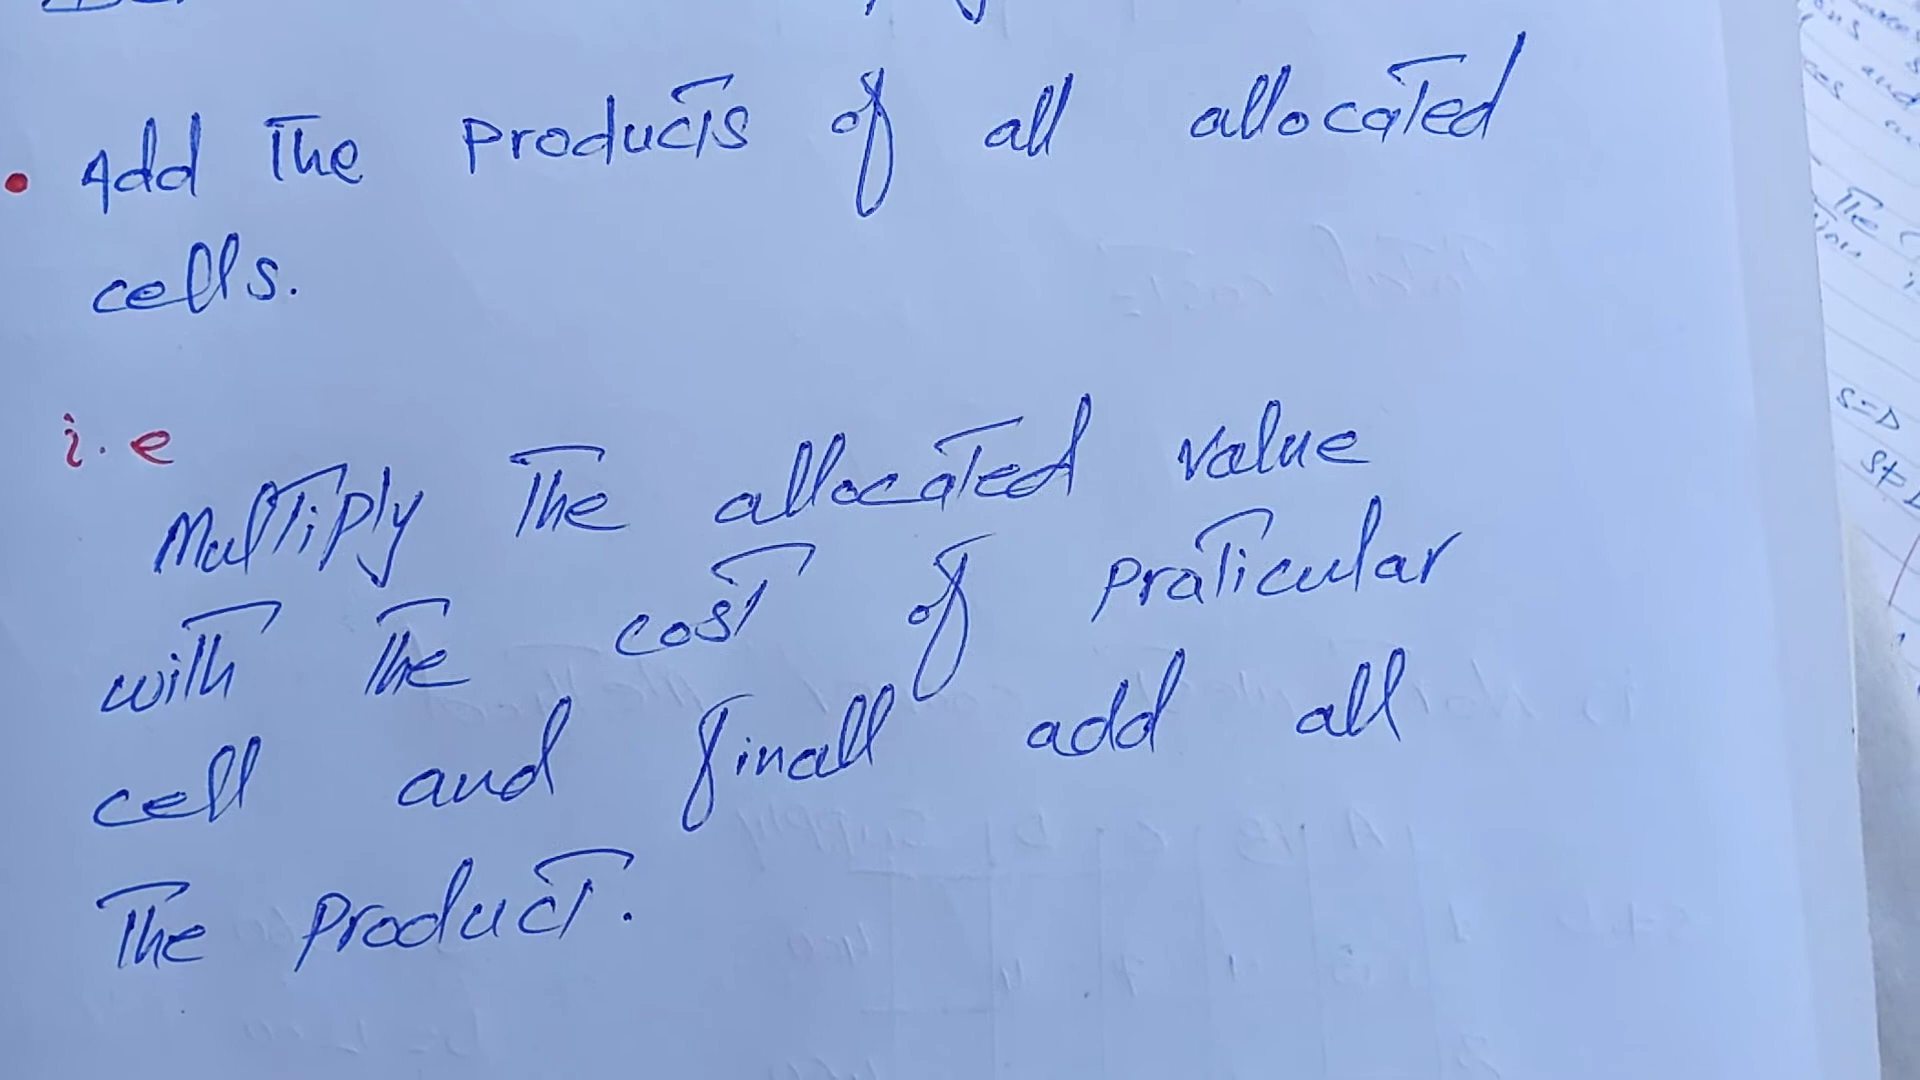 • Add The Products of all allocated
cells.
i.e
Multiply The allocated value
with The cost of praticular
cell and finall add all
The product.